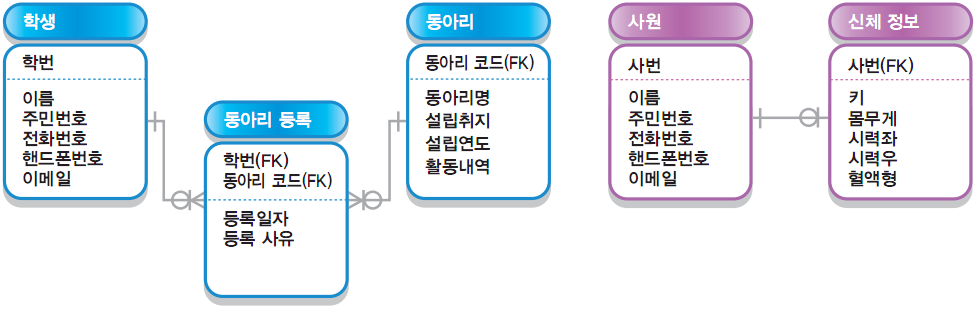 학생
학번
이름
주민번호
전화번호
핸드폰번호
이메일
동아리 등록
학번(FK)
동아리 코드(FK)
등록일자
등록 사유
동아리
동아리 코드(FK)
동아리명
설립취지
설립연도
활동내역
사원
사번
이름
주민번호
전화번호
핸드폰번호
이메일
신체 정보
사번(FK)
키
몸무게
시력좌
시력우
혈액형